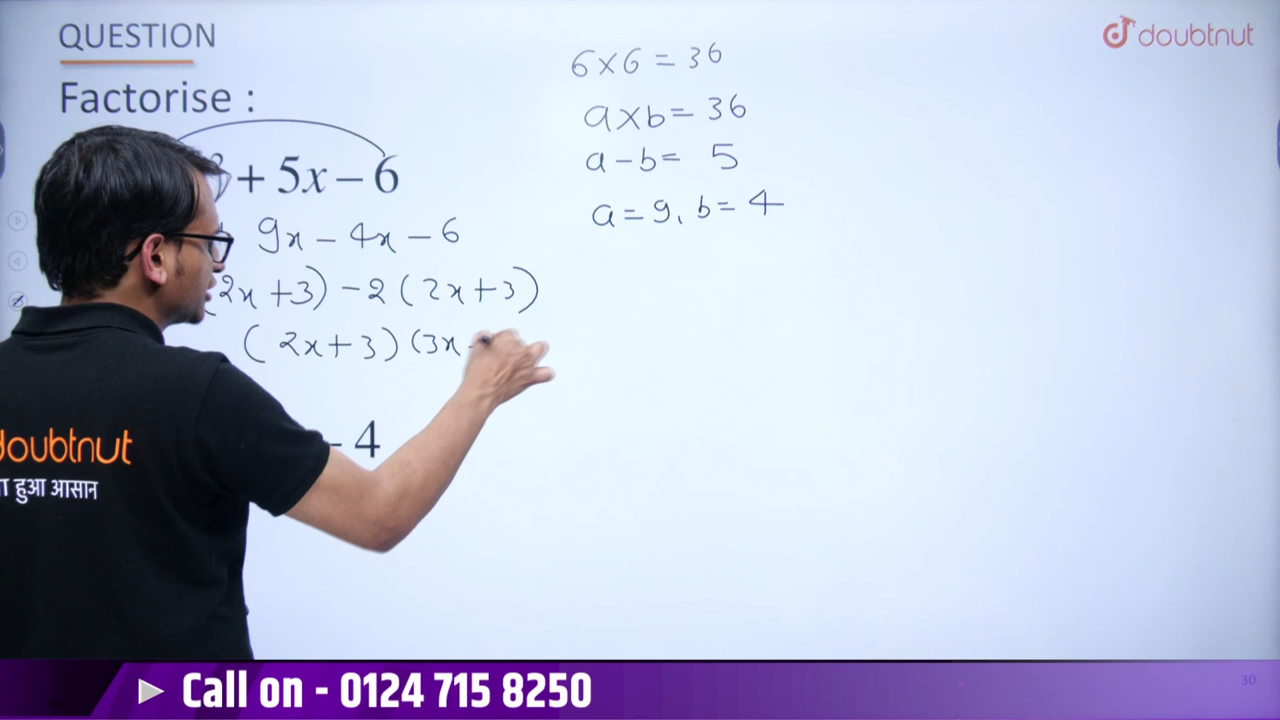 QUESTION
doubtnut
Factorise :
+ 5x – 6
9x – 4x – 6
2x + 3) – 2 (2x + 3)
(2x + 3) (3x
– 4
6 × 6 = 36
a × b = 36
a – b = 5
a = 9, b = 4
doubtnut
हुआ आसान
Call on - 0124 715 8250
30